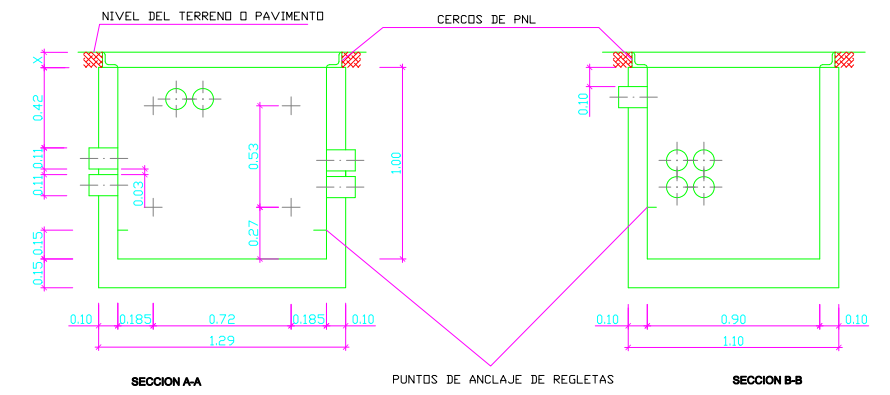 NIVEL DEL TERRENO O PAVIMENTO
CERCOS DE PNL
X
0.42
0.11
0.11
0.03
0.15
0.15
0.53
0.27
1.00
0.10
0.10 0.185 0.72 0.185 0.10
1.29
0.10 0.90 0.10
1.10
SECCION A-A
PUNTOS DE ANCLAJE DE REGLETAS
SECCION B-B